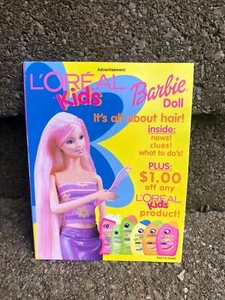 Advertisement
L'ORÉAL
Kids
Barbie
Doll
It's all about hair!
inside:
news!
clues!
what to do's!
PLUS:
$1.00
off any
L'ORÉAL
Kids
product!